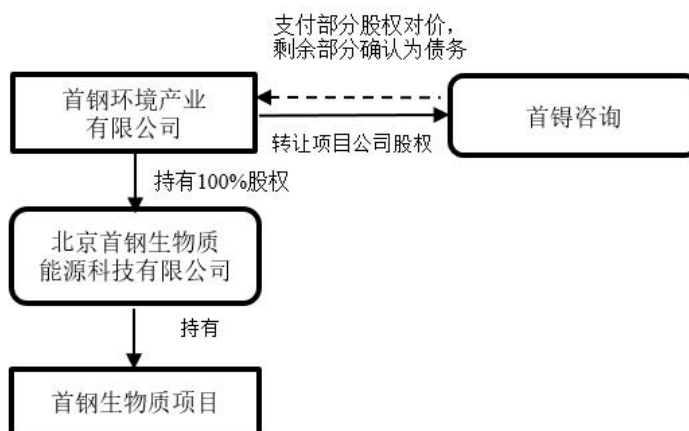 支付部分股权对价，
剩余部分确认为债务
首钢环境产业
有限公司
首锝咨询
转让项目公司股权
持有100%股权
北京首钢生物质
能源科技有限公司
持有
首钢生物质项目